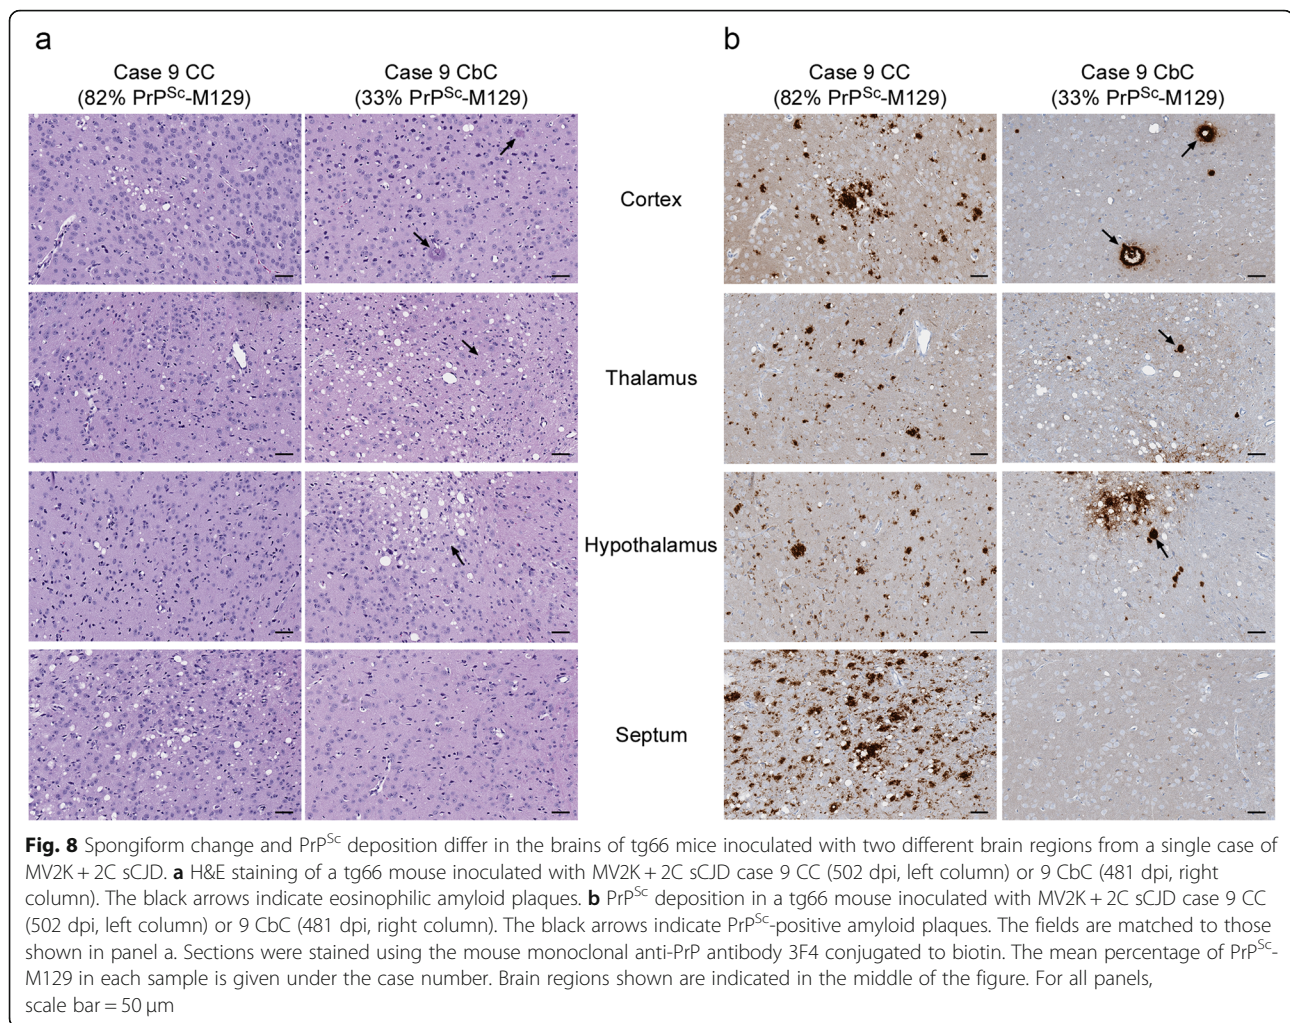 a
b
Case 9 CC
(82% PrPSc-M129)
Case 9 CbC
(33% PrPSc-M129)
Case 9 CC
(82% PrPSc-M129)
Case 9 CbC
(33% PrPSc-M129)
Cortex
Thalamus
Hypothalamus
Septum
Fig. 8 Spongiform change and PrPSc deposition differ in the brains of tg66 mice inoculated with two different brain regions from a single case of
MV2K + 2C sCJD. a H&E staining of a tg66 mouse inoculated with MV2K + 2C sCJD case 9 CC (502 dpi, left column) or 9 CbC (481 dpi, right
column). The black arrows indicate eosinophilic amyloid plaques. b PrPSc deposition in a tg66 mouse inoculated with MV2K + 2C sCJD case 9 CC
(502 dpi, left column) or 9 CbC (481 dpi, right column). The black arrows indicate PrPSc-positive amyloid plaques. The fields are matched to those
shown in panel a. Sections were stained using the mouse monoclonal anti-PrP antibody 3F4 conjugated to biotin. The mean percentage of PrPSc-
M129 in each sample is given under the case number. Brain regions shown are indicated in the middle of the figure. For all panels,
scale bar = 50 μm